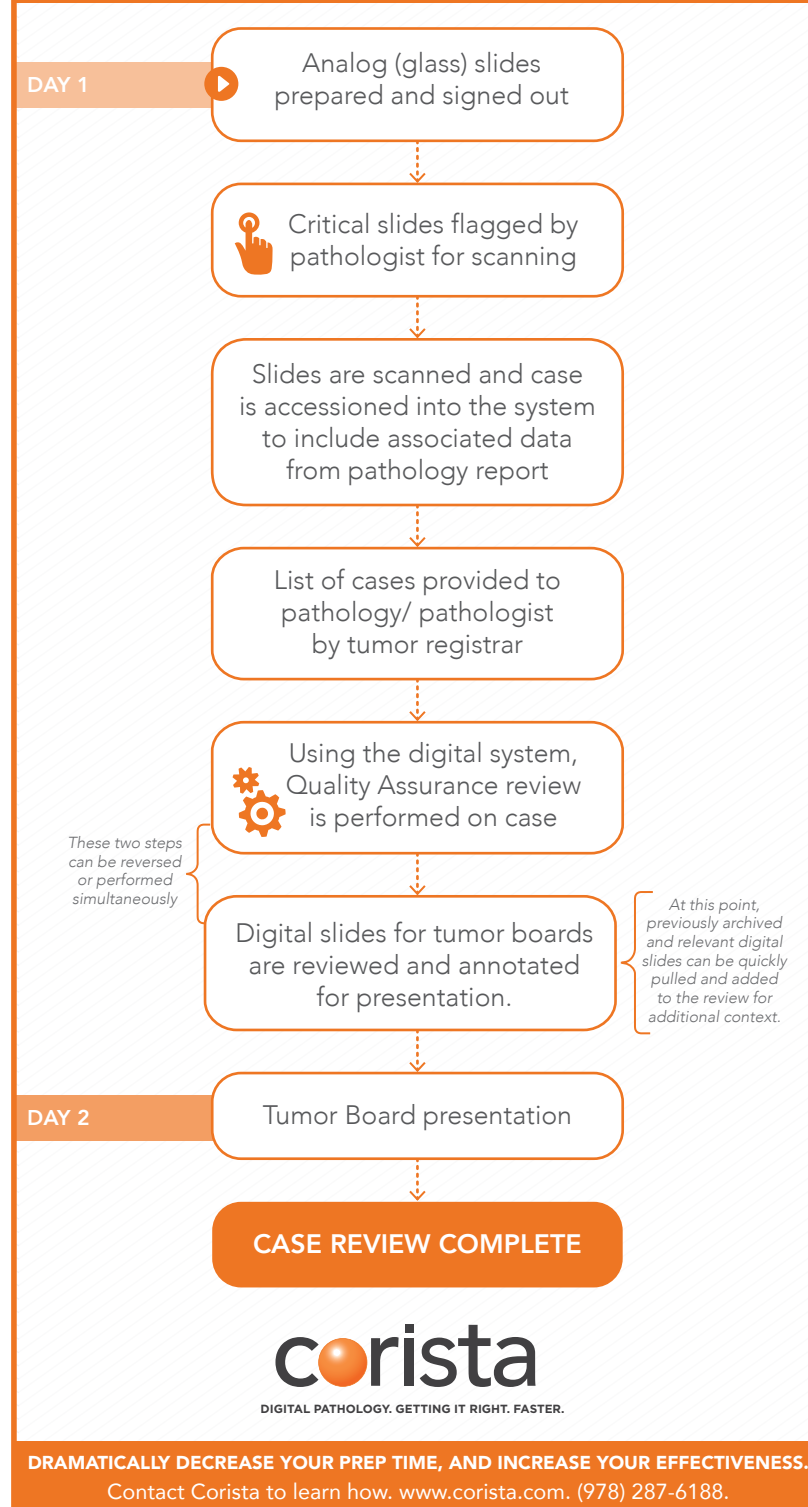 DAY 1
Analog (glass) slides
prepared and signed out
Critical slides flagged by
pathologist for scanning
Slides are scanned and case
is accessioned into the system
to include associated data
from pathology report
List of cases provided to
pathology/ pathologist
by tumor registrar
Using the digital system,
Quality Assurance review
is performed on case
These two steps
can be reversed
or performed
simultaneously
Digital slides for tumor boards
are reviewed and annotated
for presentation.
At this point,
previously archived
and relevant digital
slides can be quickly
pulled and added
to the review for
additional context.
DAY 2
Tumor Board presentation
CASE REVIEW COMPLETE
corista
DIGITAL PATHOLOGY. GETTING IT RIGHT. FASTER.
DRAMATICALLY DECREASE YOUR PREP TIME, AND INCREASE YOUR EFFECTIVENESS.
Contact Corista to learn how. www.corista.com. (978) 287-6188.